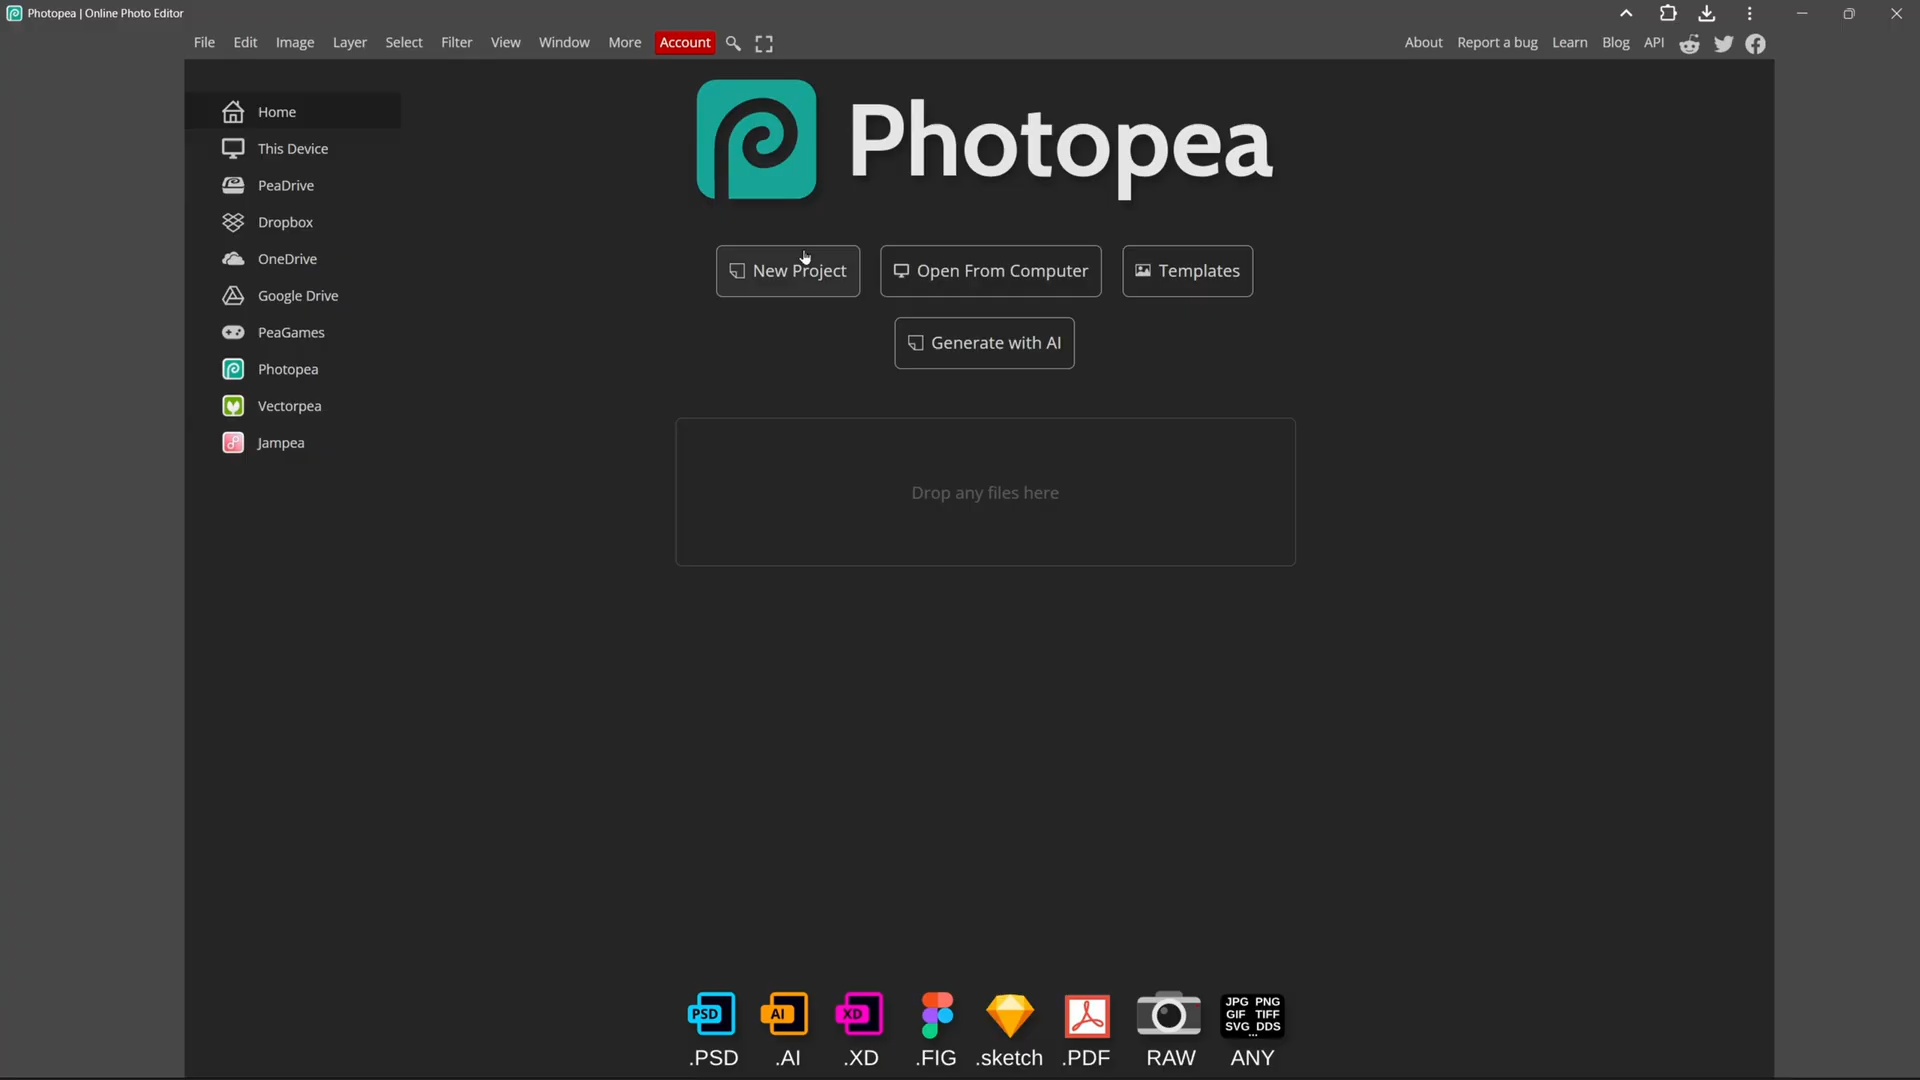 Photopea | Online Photo Editor
File Edit Image Layer Select Filter View Window More Account
About Report a bug Learn Blog API
Home
This Device
PeaDrive
Dropbox
OneDrive
Google Drive
PeaGames
Photopea
Vectorpea
Jampea
Photopea
New Project Open From Computer Templates
Generate with AI
Drop any files here
PSD AI XD JPG PNG
GIF TIFF
SVG DDS
...
.PSD .AI .XD .FIG .sketch .PDF RAW ANY